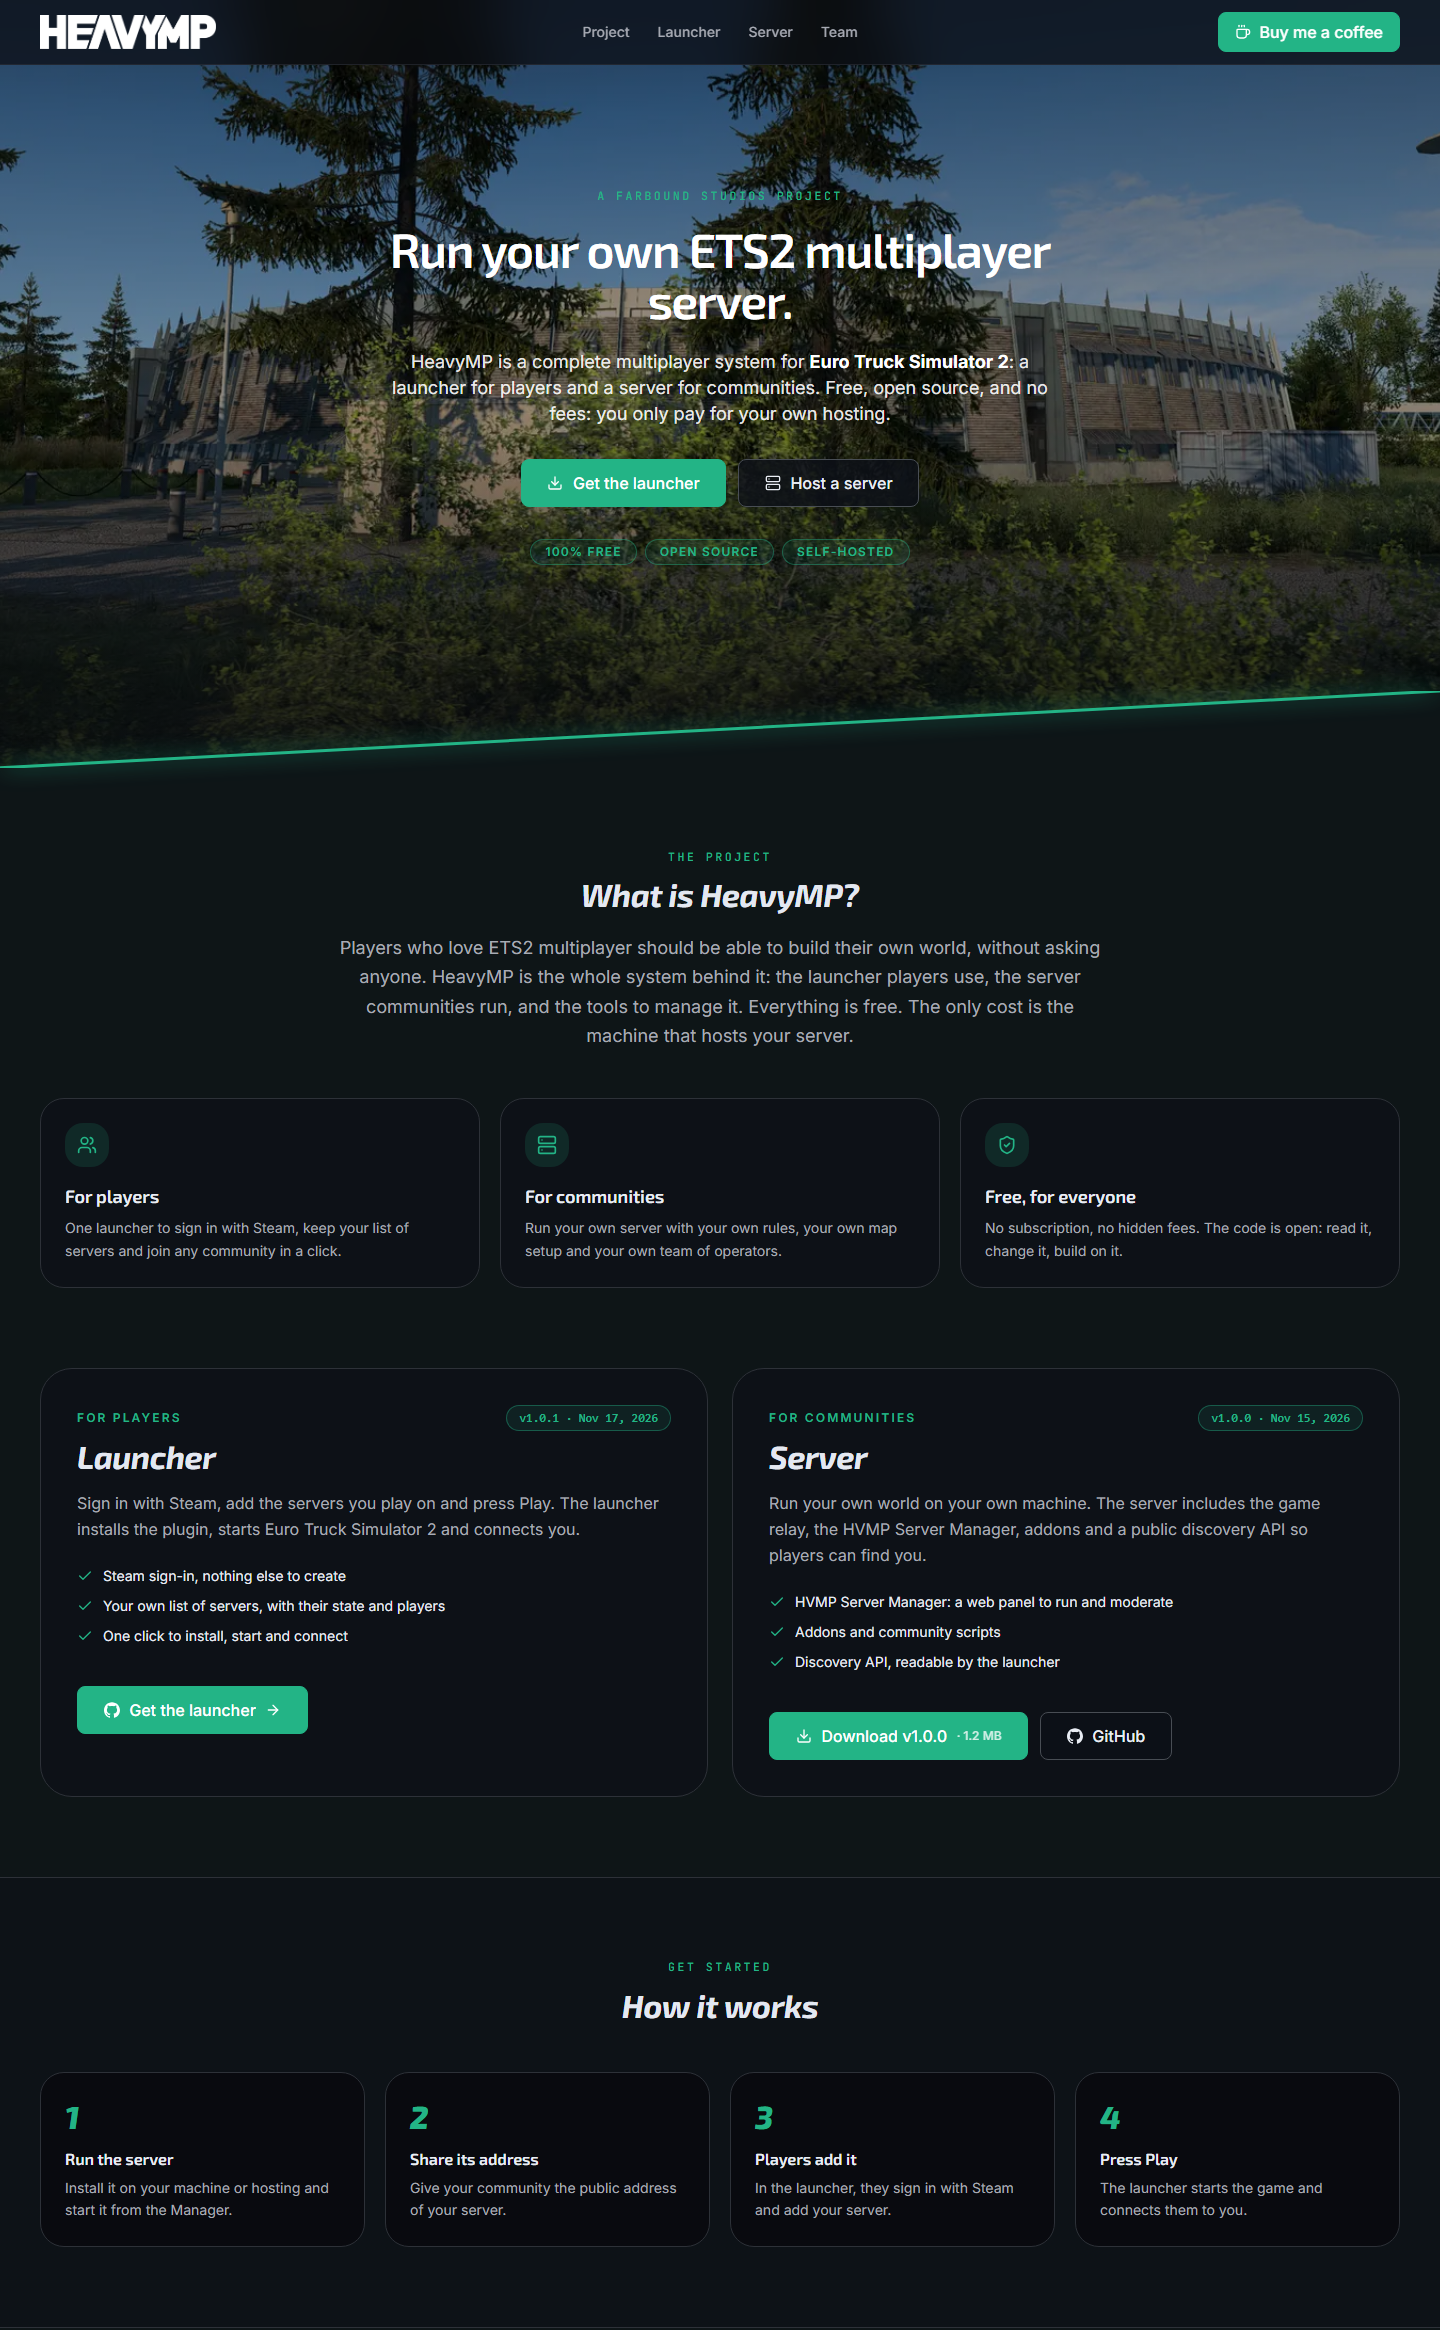 HEAVYMP
Project
Launcher
Server
Team
Buy me a coffee
A FARBOUND STUDIOS PROJECT
Run your own ETS2 multiplayer
server.
HeavyMP is a complete multiplayer system for Euro Truck Simulator 2: a
launcher for players and a server for communities. Free, open source, and no
fees: you only pay for your own hosting.
Get the launcher
Host a server
100% FREE
OPEN SOURCE
SELF-HOSTED
THE PROJECT
What is HeavyMP?
Players who love ETS2 multiplayer should be able to build their own world, without asking
anyone. HeavyMP is the whole system behind it: the launcher players use, the server
communities run, and the tools to manage it. Everything is free. The only cost is the
machine that hosts your server.
For players
One launcher to sign in with Steam, keep your list of
servers and join any community in a click.
For communities
Run your own server with your own rules, your own map
setup and your own team of operators.
Free, for everyone
No subscription, no hidden fees. The code is open: read it,
change it, build on it.
FOR PLAYERS
v1.0.1 · Nov 17, 2026
Launcher
Sign in with Steam, add the servers you play on and press Play. The launcher
installs the plugin, starts Euro Truck Simulator 2 and connects you.
Steam sign-in, nothing else to create
Your own list of servers, with their state and players
One click to install, start and connect
Get the launcher
FOR COMMUNITIES
v1.0.0 · Nov 15, 2026
Server
Run your own world on your own machine. The server includes the game
relay, the HVMP Server Manager, addons and a public discovery API so
players can find you.
HVMP Server Manager: a web panel to run and moderate
Addons and community scripts
Discovery API, readable by the launcher
Download v1.0.0 · 1.2 MB
GitHub
GET STARTED
How it works
1
Run the server
Install it on your machine or hosting and
start it from the Manager.
2
Share its address
Give your community the public address
of your server.
3
Players add it
In the launcher, they sign in with Steam
and add your server.
4
Press Play
The launcher starts the game and
connects them to you.